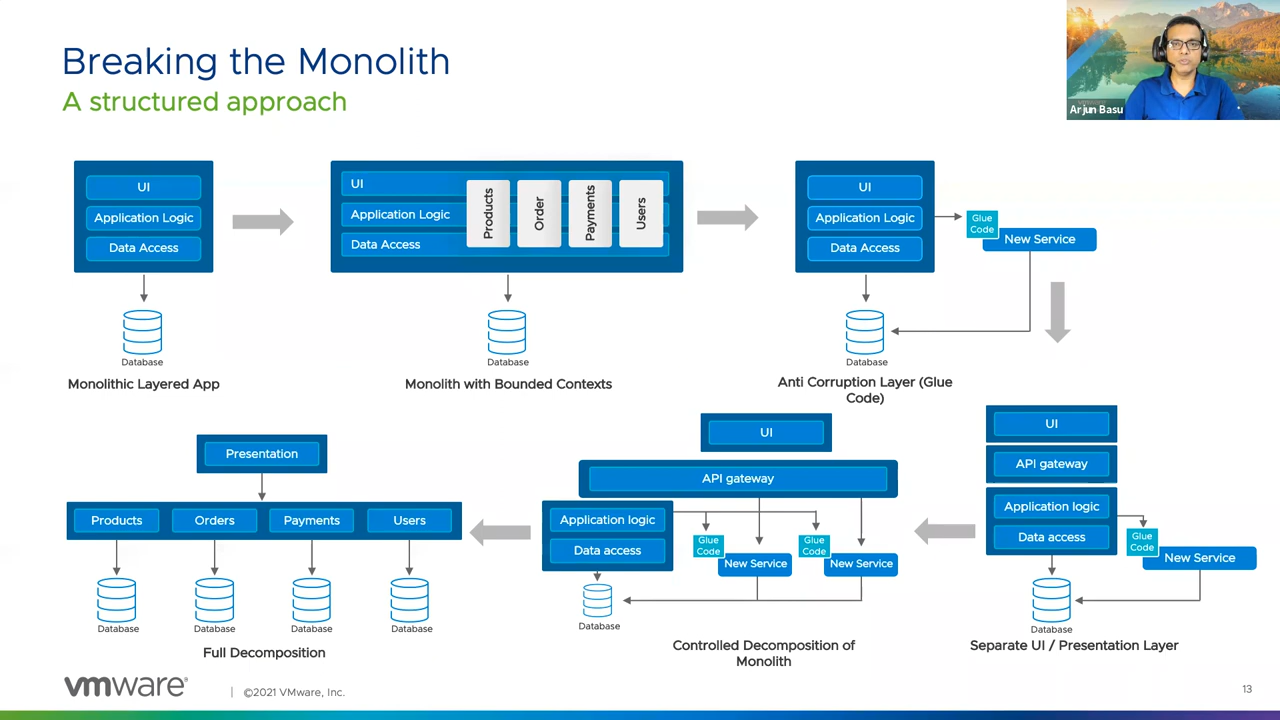 Breaking the Monolith
A structured approach
Arjun Basu
UI
Application Logic
Data Access
Database
Monolithic Layered App
UI
Application Logic
Data Access
Products
Order
Payments
Users
Database
Monolith with Bounded Contexts
UI
Application Logic
Data Access
Glue
Code
New Service
Database
Anti Corruption Layer (Glue
Code)
UI
API gateway
Application logic
Data access
Glue
Code
New Service
Database
Separate UI / Presentation Layer
UI
API gateway
Application logic
Data access
Glue
Code
New Service
Glue
Code
New Service
Database
Controlled Decomposition of
Monolith
Presentation
Products
Orders
Payments
Users
Database
Database
Database
Database
Full Decomposition
vmware®
©2021 VMware, Inc.
13